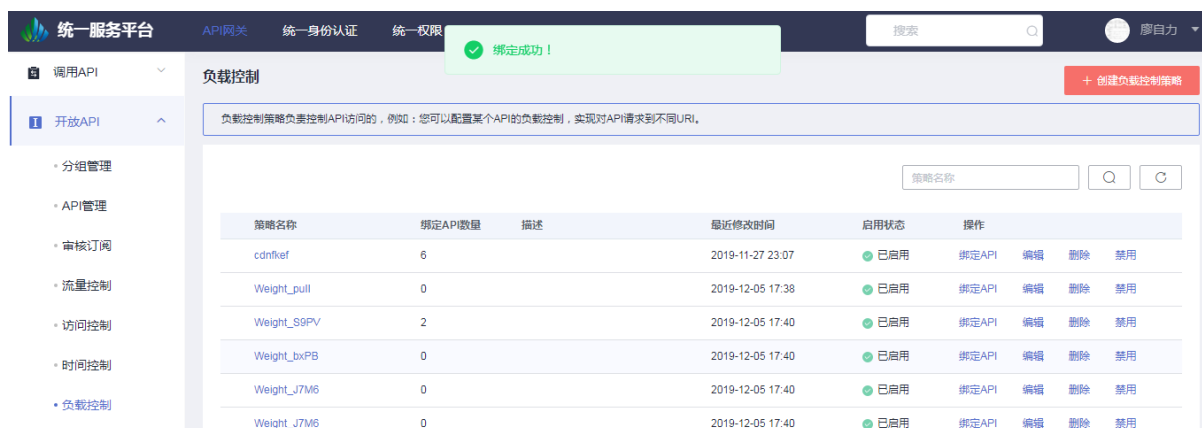 统一服务平台 API网关 统一身份认证 统一权限 搜索 廖自力
绑定成功！
调用API
开放API
分组管理
API管理
审核订阅
流量控制
访问控制
时间控制
负载控制
负载控制 + 创建负载控制策略
负载控制策略负责控制API访问的，例如：您可以配置某个API的负载控制，实现对API请求到不同URI。
策略名称
策略名称 绑定API数量 描述 最近修改时间 启用状态 操作
cdnfkef 6 2019-11-27 23:07 已启用 绑定API 编辑 删除 禁用
Weight_pull 0 2019-12-05 17:38 已启用 绑定API 编辑 删除 禁用
Weight_S9PV 2 2019-12-05 17:40 已启用 绑定API 编辑 删除 禁用
Weight_bxPB 0 2019-12-05 17:40 已启用 绑定API 编辑 删除 禁用
Weight_J7M6 0 2019-12-05 17:40 已启用 绑定API 编辑 删除 禁用
Weight_J7M6 0 2019-12-05 17:40 已启用 绑定API 编辑 删除 禁用